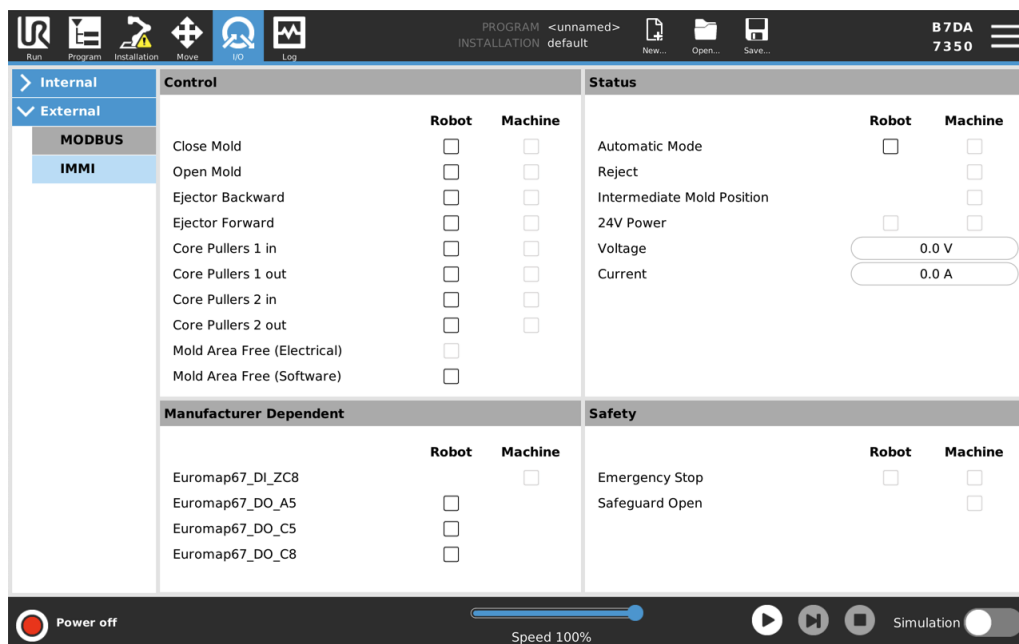 PROGRAM <unnamed>
INSTALLATION default
B7DA
7350
UR
Run
Program
Installation
Move
I/O
Log
New...
Open...
Save...
Internal
External
MODBUS
IMMI
Control
Robot Machine
Close Mold
Open Mold
Ejector Backward
Ejector Forward
Core Pullers 1 in
Core Pullers 1 out
Core Pullers 2 in
Core Pullers 2 out
Mold Area Free (Electrical)
Mold Area Free (Software)
Status
Robot Machine
Automatic Mode
Reject
Intermediate Mold Position
24V Power
Voltage 0.0 V
Current 0.0 A
Manufacturer Dependent
Robot Machine
Euromap67_DI_ZC8
Euromap67_DO_A5
Euromap67_DO_C5
Euromap67_DO_C8
Safety
Robot Machine
Emergency Stop
Safeguard Open
Power off
Speed 100%
Simulation